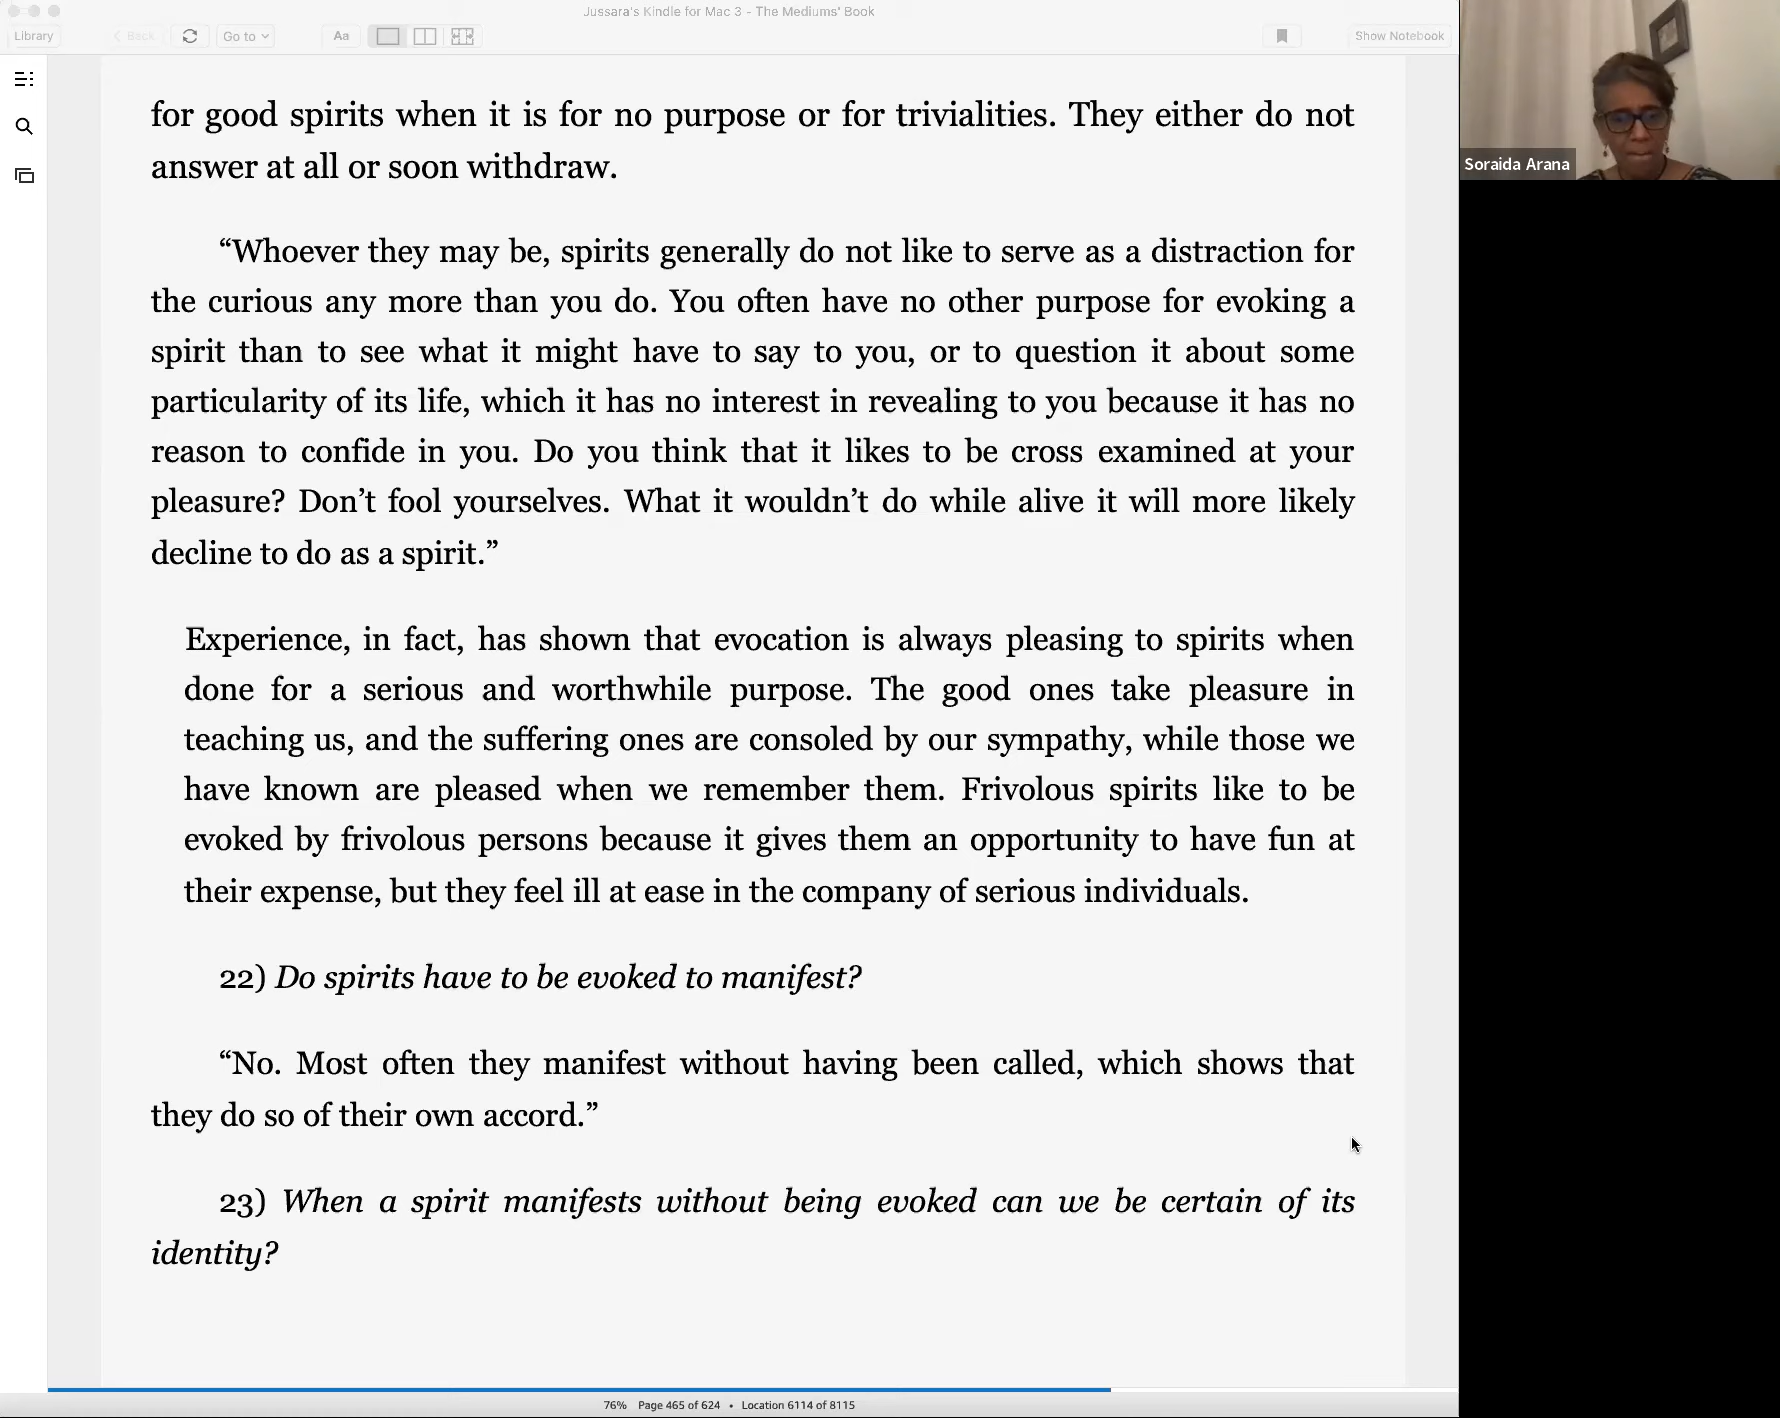 Jussara's Kindle for Mac 3 - The Mediums' Book
Library
Back
Go to
Aa
Show Notebook
for good spirits when it is for no purpose or for trivialities. They either do not
answer at all or soon withdraw.
“Whoever they may be, spirits generally do not like to serve as a distraction for
the curious any more than you do. You often have no other purpose for evoking a
spirit than to see what it might have to say to you, or to question it about some
particularity of its life, which it has no interest in revealing to you because it has no
reason to confide in you. Do you think that it likes to be cross examined at your
pleasure? Don’t fool yourselves. What it wouldn’t do while alive it will more likely
decline to do as a spirit.”
Experience, in fact, has shown that evocation is always pleasing to spirits when
done for a serious and worthwhile purpose. The good ones take pleasure in
teaching us, and the suffering ones are consoled by our sympathy, while those we
have known are pleased when we remember them. Frivolous spirits like to be
evoked by frivolous persons because it gives them an opportunity to have fun at
their expense, but they feel ill at ease in the company of serious individuals.
22) Do spirits have to be evoked to manifest?
“No. Most often they manifest without having been called, which shows that
they do so of their own accord.”
23) When a spirit manifests without being evoked can we be certain of its
identity?
76% Page 465 of 624 • Location 6114 of 8115
Soraida Arana